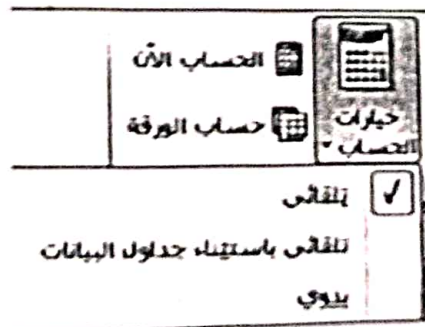 خيارات
الحساب
الحساب الآن
حساب الورقة
تلقائي
تلقائي باستثناء جداول البيانات
يدوي